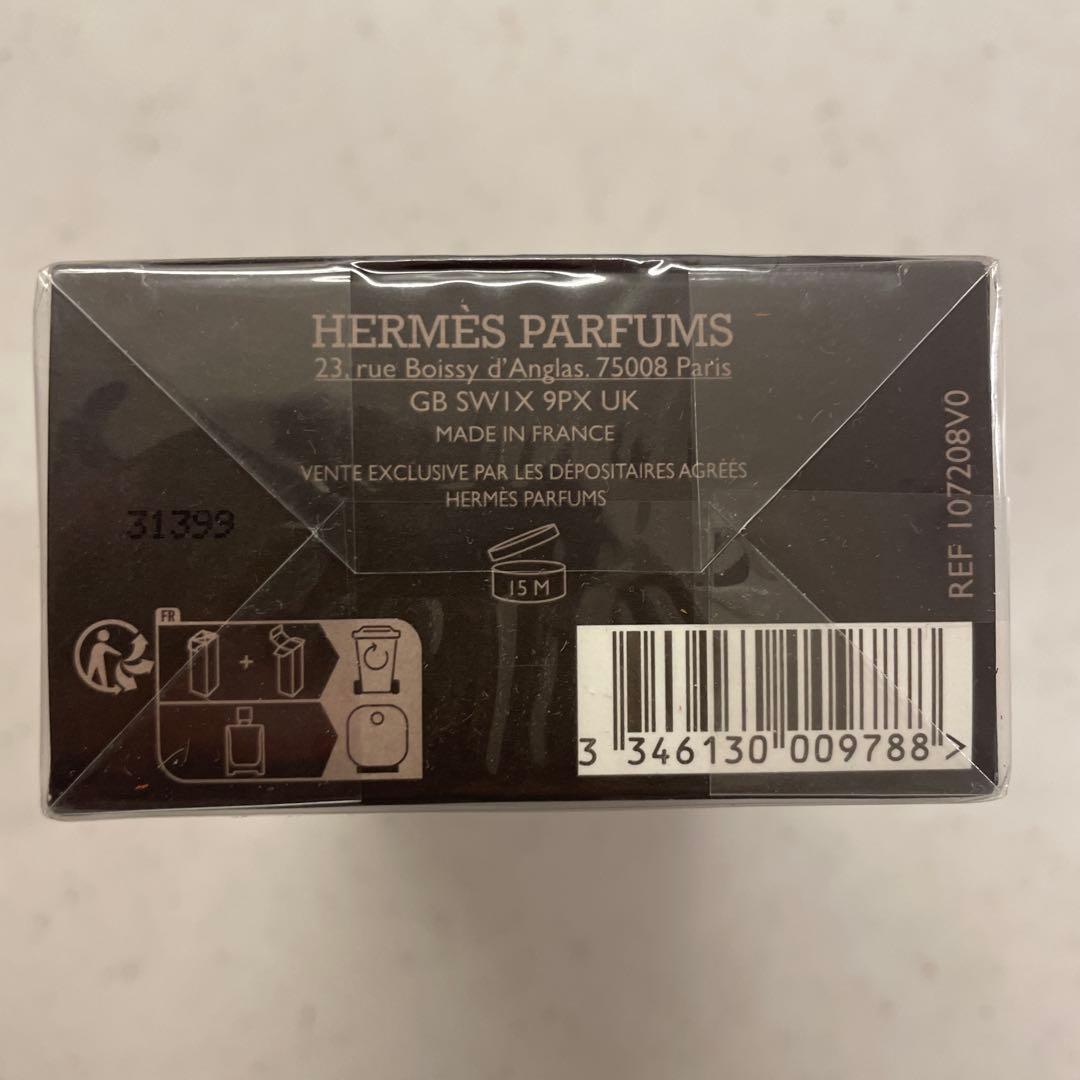 HERMÈS PARFUMS
23, rue Boissy d'Anglas. 75008 Paris
GB SW1X 9PX UK
MADE IN FRANCE
VENTE EXCLUSIVE PAR LES DÉPOSITAIRES AGRÉÉS
HERMÈS PARFUMS
31399
15 M
REF 107208V0
FR
+
3 346130 009788 >